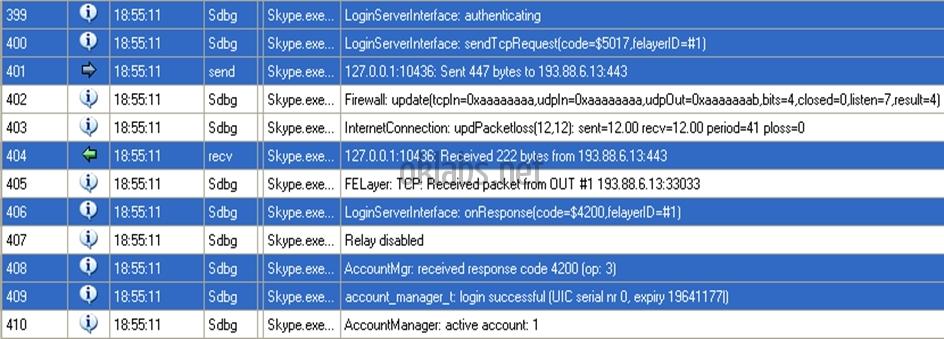 399 18:55:11 Sdbg Skype.exe... LoginServerInterface: authenticating
400 18:55:11 Sdbg Skype.exe... LoginServerInterface: sendTcpRequest(code=$5017,felayerID=#1)
401 18:55:11 send Skype.exe... 127.0.0.1:10436: Sent 447 bytes to 193.88.6.13:443
402 18:55:11 Sdbg Skype.exe... Firewall: update(tcpIn=0xaaaaaaaa,udpIn=0xaaaaaaaa,udpOut=0xaaaaaaab,bits=4,closed=0,listen=7,result=4)
403 18:55:11 Sdbg Skype.exe... InternetConnection: updPacketloss(12,12): sent=12.00 recv=12.00 period=41 ploss=0
404 18:55:11 recv Skype.exe... 127.0.0.1:10436: Received 222 bytes from 193.88.6.13:443
oklabs.net
405 18:55:11 Sdbg Skype.exe... FELayer: TCP: Received packet from OUT #1 193.88.6.13:33033
406 18:55:11 Sdbg Skype.exe... LoginServerInterface: onResponse(code=$4200,felayerID=#1)
407 18:55:11 Sdbg Skype.exe... Relay disabled
408 18:55:11 Sdbg Skype.exe... AccountMgr: received response code 4200 (op: 3)
409 18:55:11 Sdbg Skype.exe... account_manager_t: login successful (UIC serial nr 0, expiry 19641177l)
410 18:55:11 Sdbg Skype.exe... AccountManager: active account: 1